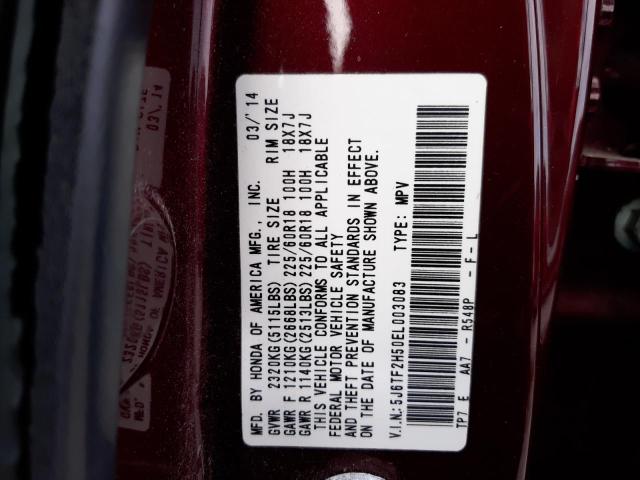 MFD. BY HONDA OF AMERICA MFG., INC. 03/'14
GVWR 2320KG(5115LBS) TIRE SIZE RIM SIZE
GAWR F 1210KG(2668LBS) 225/60R18 100H 18X7J
GAWR R 1140KG(2513LBS) 225/60R18 100H 18X7J
THIS VEHICLE CONFORMS TO ALL APPLICABLE
FEDERAL MOTOR VEHICLE SAFETY
AND THEFT PREVENTION STANDARDS IN EFFECT
ON THE DATE OF MANUFACTURE SHOWN ABOVE.
V.I.N.: 5J6TF2H50EL003083 TYPE: MPV
TP7 E AA7 - R548P - F - L